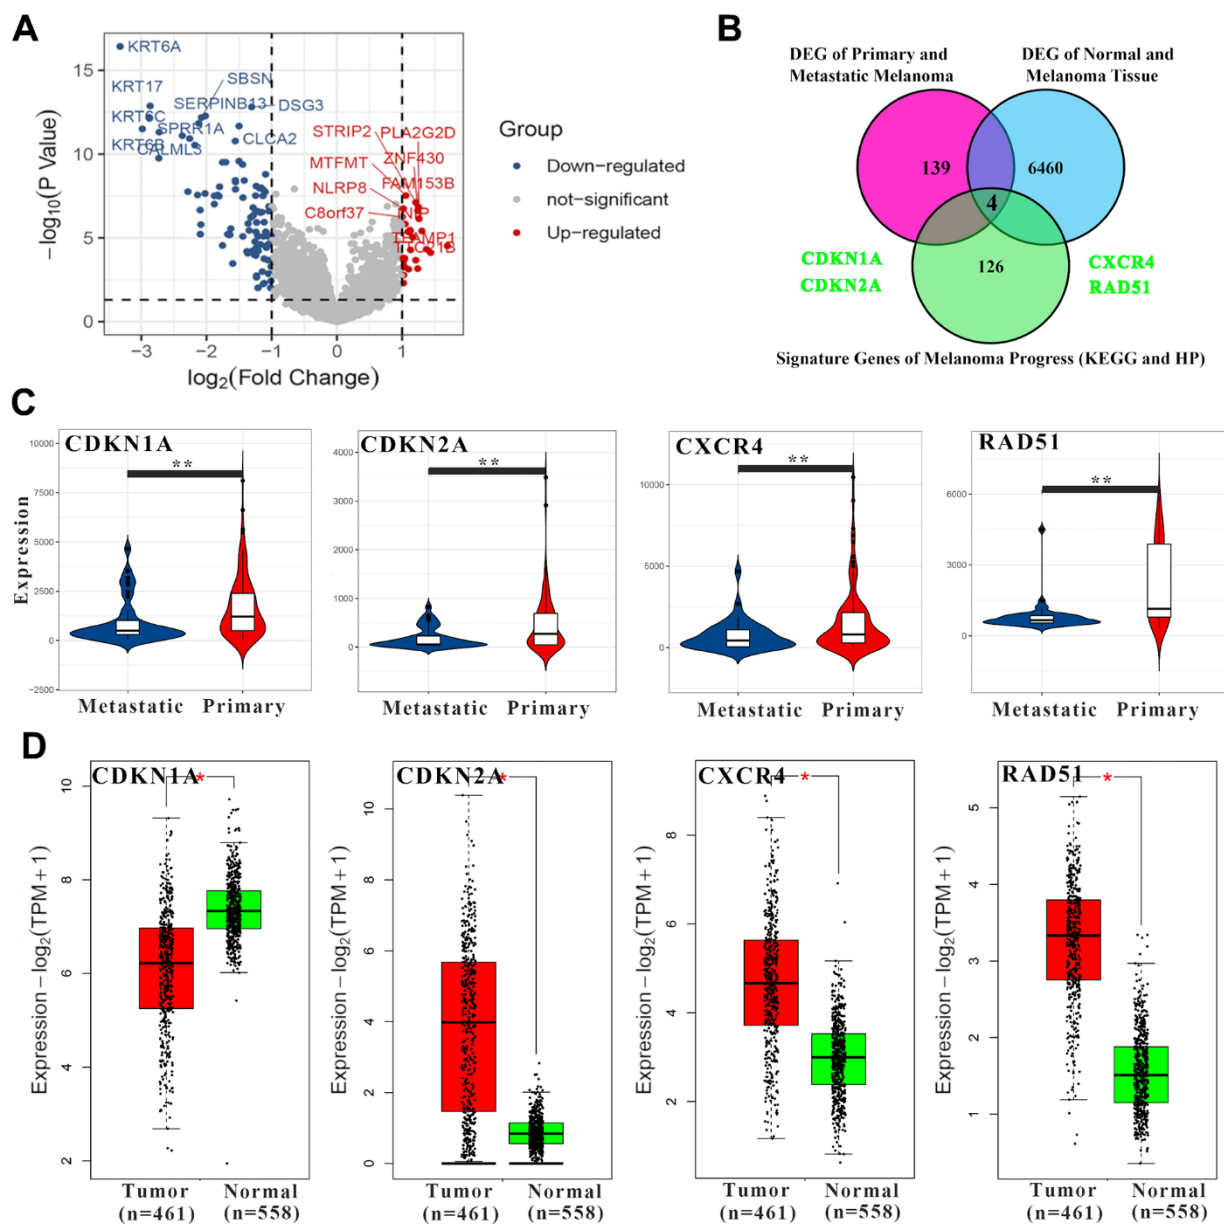 A
KRT6A
KRT17
SBSN
SERPINB13
DSG3
KRT6C
SPRR1A
KRT6B
CALML3
CLCA2
STRIP2
PLA2G2D
ZNF430
MTFMT
FAM153B
NLRP8
C8orf37
15
10
5
0
−3
−2
−1
0
1
−log10(P Value)
log2(Fold Change)
Group
Down−regulated
not−significant
Up−regulated
B
DEG of Primary and
Metastatic Melanoma
DEG of Normal and
Melanoma Tissue
139
6460
4
126
CDKN1A
CDKN2A
CXCR4
RAD51
Signature Genes of Melanoma Progress (KEGG and HP)
C
Expression
CDKN1A
**
10000
7500
5000
2500
0
−2500
Metastatic Primary
CDKN2A
**
4000
3000
2000
1000
0
Metastatic Primary
CXCR4
**
10000
5000
0
Metastatic Primary
RAD51
**
6000
3000
0
Metastatic Primary
D
CDKN1A
*
Expression − log2(TPM + 1)
10
8
6
4
2
Tumor Normal
(n=461) (n=558)
CDKN2A
*
Expression − log2(TPM + 1)
10
8
6
4
2
0
Tumor Normal
(n=461) (n=558)
CXCR4
*
Expression − log2(TPM + 1)
8
6
4
2
Tumor Normal
(n=461) (n=558)
RAD51
*
Expression − log2(TPM + 1)
5
4
3
2
1
Tumor Normal
(n=461) (n=558)